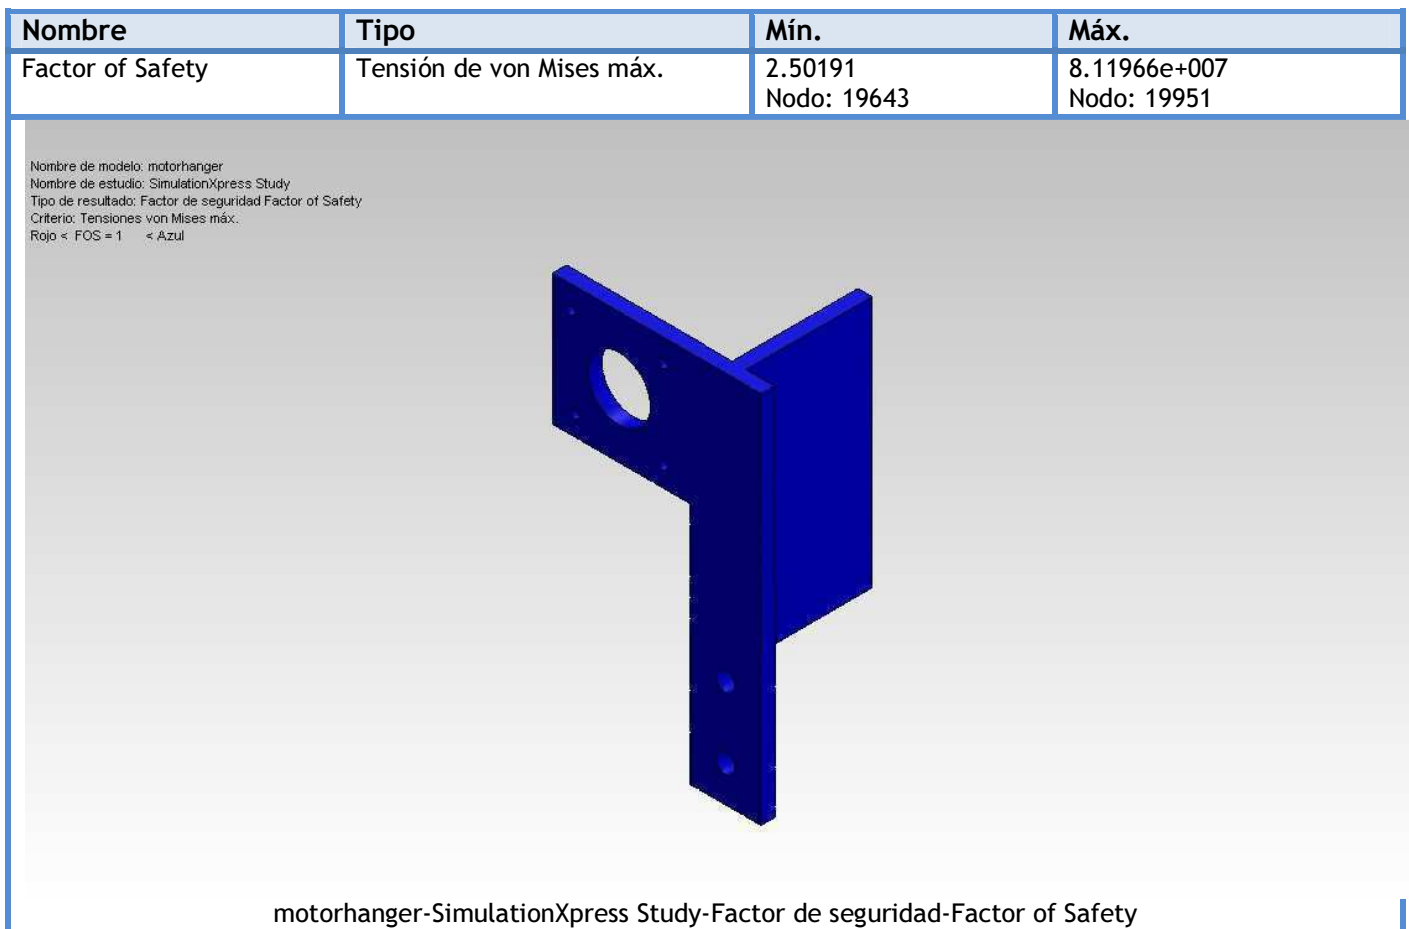 Nombre Tipo Mín. Máx.
Factor of Safety Tensión de von Mises máx. 2.50191 8.11966e+007
Nodo: 19643 Nodo: 19951
Nombre de modelo: motorhanger
Nombre de estudio: SimulationXpress Study
Tipo de resultado: Factor de seguridad Factor of Safety
Criterio: Tensiones von Mises máx.
Rojo < FOS = 1 < Azul
motorhanger-SimulationXpress Study-Factor de seguridad-Factor of Safety